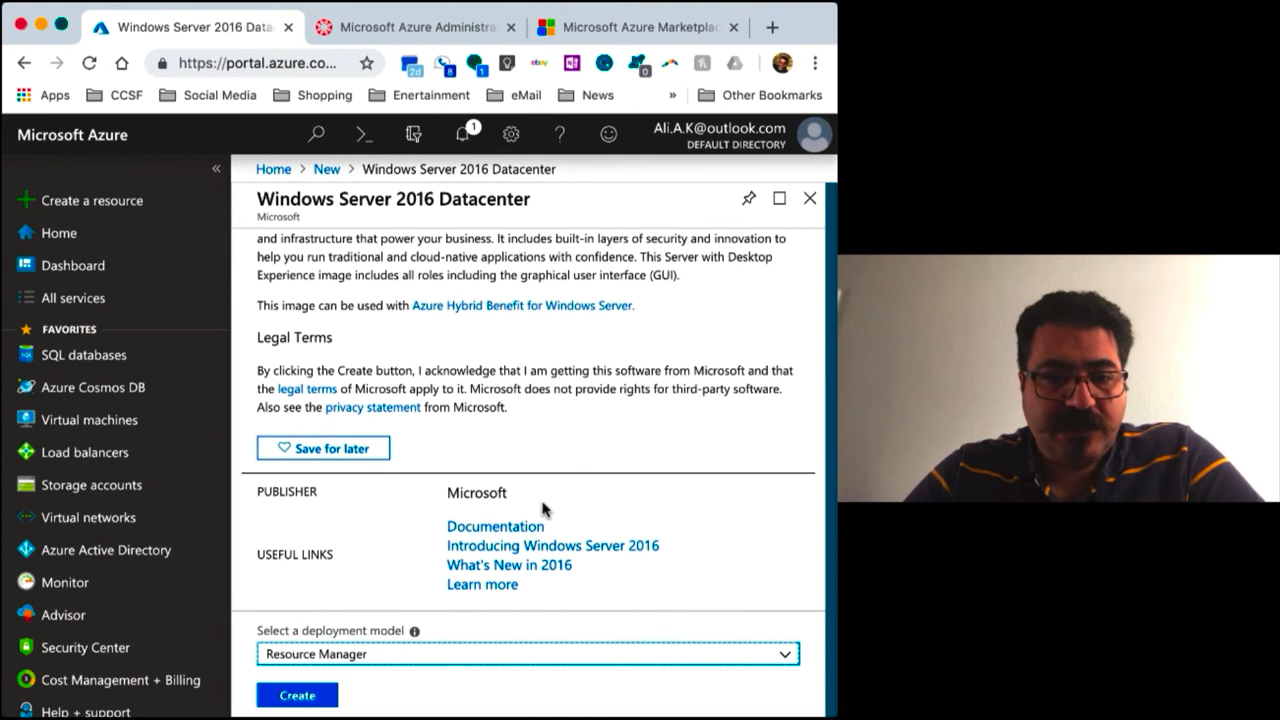 Windows Server 2016 Data
Microsoft Azure Administra
Microsoft Azure Marketplac
https://portal.azure.co...
2d
8
1
ebay
0
Apps
CCSF
Social Media
Shopping
Enertainment
eMail
News
»
Other Bookmarks
Microsoft Azure
1
Ali.A.K@outlook.com
DEFAULT DIRECTORY
Home > New > Windows Server 2016 Datacenter
Create a resource
Home
Dashboard
All services
FAVORITES
SQL databases
Azure Cosmos DB
Virtual machines
Load balancers
Storage accounts
Virtual networks
Azure Active Directory
Monitor
Advisor
Security Center
Cost Management + Billing
Help + support
Windows Server 2016 Datacenter
Microsoft
and infrastructure that power your business. It includes built-in layers of security and innovation to
help you run traditional and cloud-native applications with confidence. This Server with Desktop
Experience image includes all roles including the graphical user interface (GUI).
This image can be used with Azure Hybrid Benefit for Windows Server.
Legal Terms
By clicking the Create button, I acknowledge that I am getting this software from Microsoft and that
the legal terms of Microsoft apply to it. Microsoft does not provide rights for third-party software.
Also see the privacy statement from Microsoft.
Save for later
PUBLISHER
Microsoft
USEFUL LINKS
Documentation
Introducing Windows Server 2016
What's New in 2016
Learn more
Select a deployment model
Resource Manager
Create